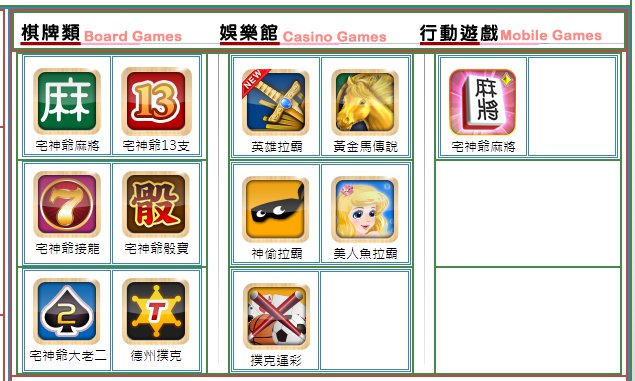 棋牌類 Board Games
娛樂館 Casino Games
行動遊戲 Mobile Games
麻
13
NEW
麻將
宅神爺麻將
宅神爺13支
英雄拉霸
黃金馬傳說
宅神爺麻將
7
骰
宅神爺接龍
宅神爺骰寶
神偷拉霸
美人魚拉霸
2
T
宅神爺大老二
德州撲克
撲克運彩